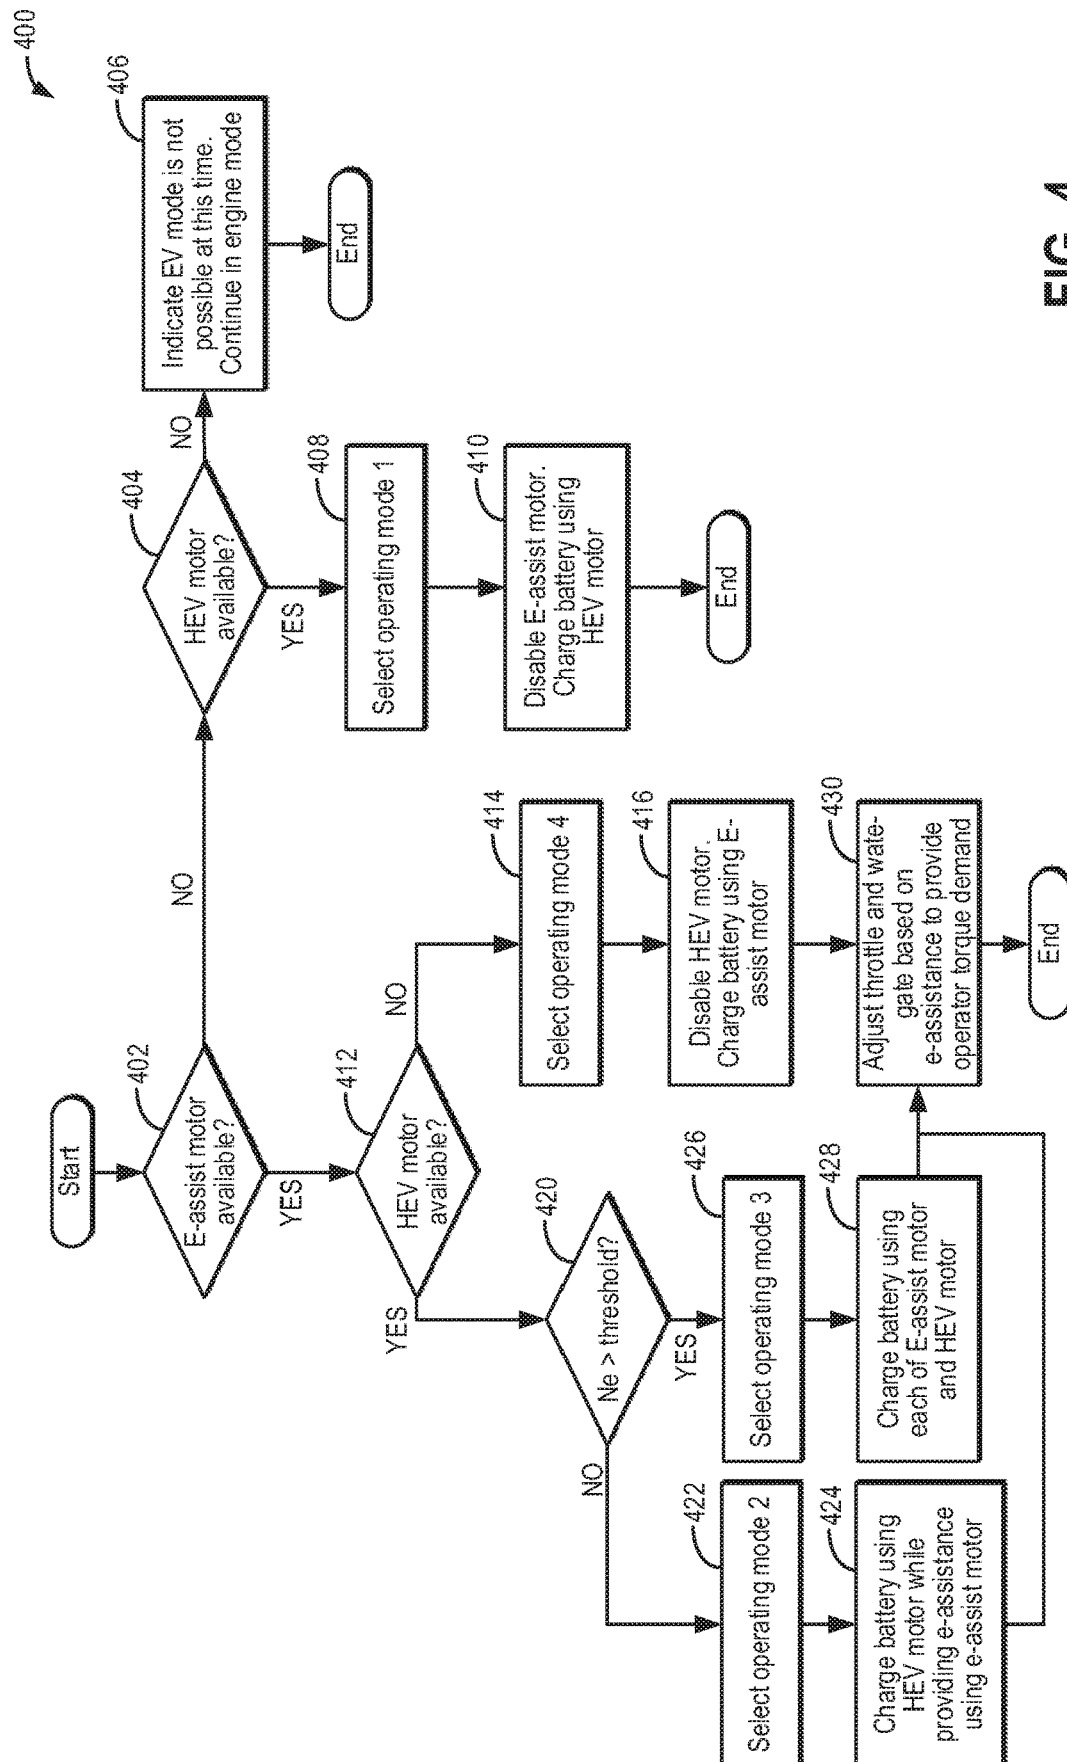 400
Start
402
E-assist motor
available?
NO
YES
404
HEV motor
available?
NO
YES
406
Indicate EV mode is not
possible at this time.
Continue in engine mode
End
408
Select operating mode 1
410
Disable E-assist motor.
Charge battery using
HEV motor
End
412
HEV motor
available?
NO
YES
414
Select operating mode 4
416
Disable HEV motor.
Charge battery using E-
assist motor
420
Ne > threshold?
NO
YES
422
Select operating mode 2
424
Charge battery using
HEV motor while
providing e-assistance
using e-assist motor
426
Select operating mode 3
428
Charge battery using
each of E-assist motor
and HEV motor
430
Adjust throttle and wate-
gate based on
e-assistance to provide
operator torque demand
End
FIG. 4